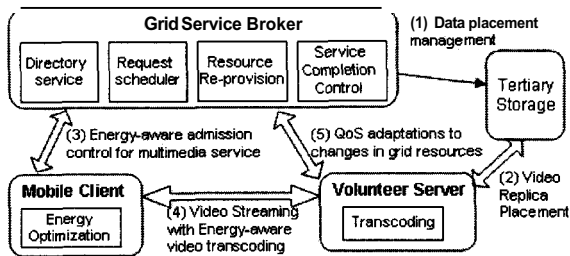 Grid Service Broker
Directory
service
Request
scheduler
Resource
Re-provision
Service
Completion
Control
(1) Data placement
management
Tertiary
Storage
(3) Energy-aware admission
control for multimedia service
(5) QoS adaptations to
changes in grid resources
(2) Video
Replica
Placement
Mobile Client
Energy
Optimization
(4) Video Streaming
with Energy-aware
video transcoding
Volunteer Server
Transcoding